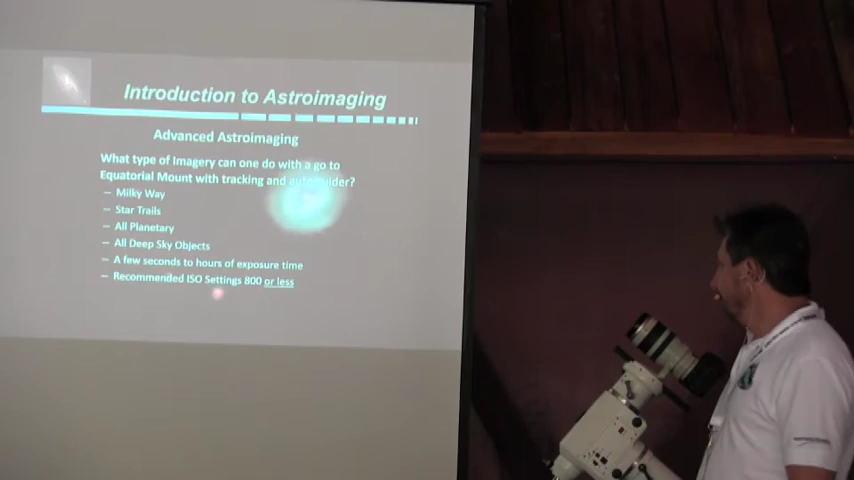 Introduction to Astroimaging
Advanced Astroimaging
What type of Imagery can one do with a go to
Equatorial Mount with tracking and autoguider?
– Milky Way
– Star Trails
– All Planetary
– All Deep Sky Objects
– A few seconds to hours of exposure time
– Recommended ISO Settings 800 or less